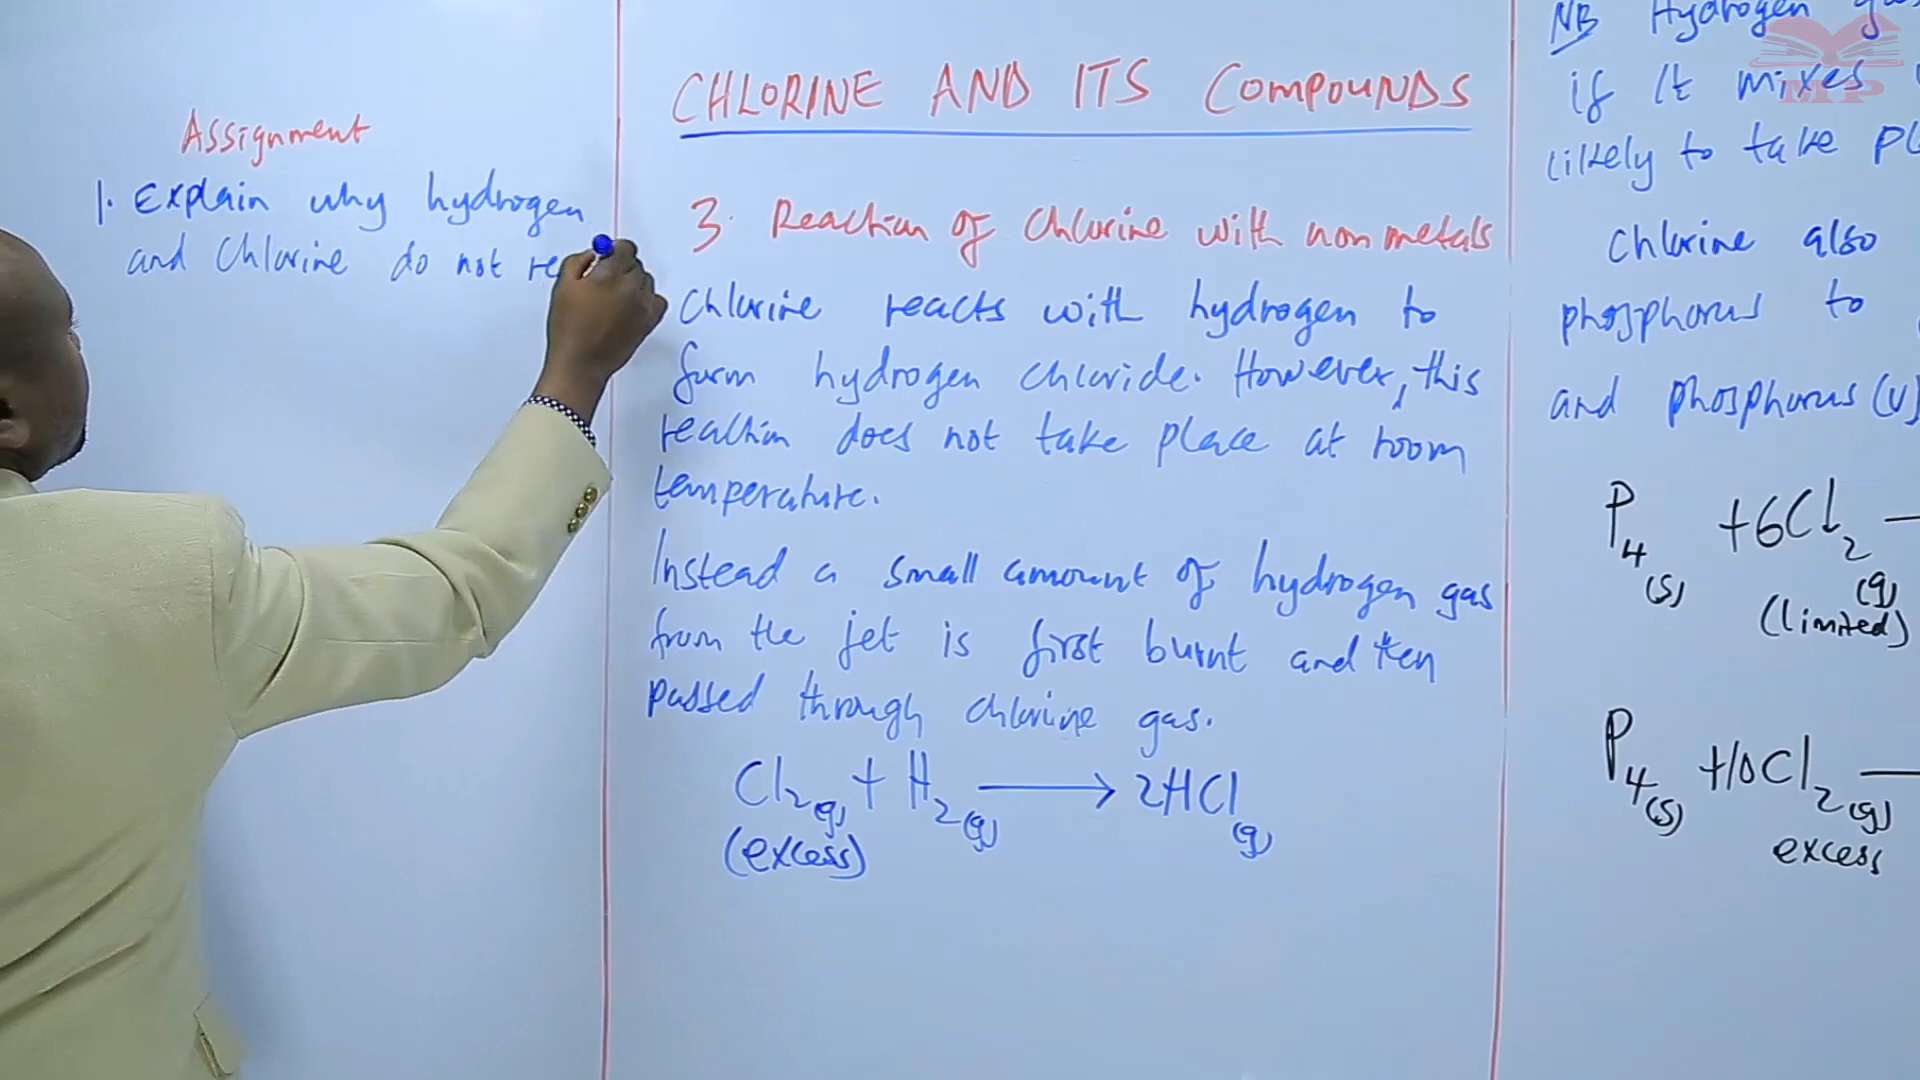 Assignment
1. Explain why hydrogen
and Chlorine do not re
CHLORINE AND ITS COMPOUNDS
3. Reaction of Chlorine with non metals
Chlorine reacts with hydrogen to
form hydrogen chloride. However, this
reaction does not take place at room
temperature.
Instead a small amount of hydrogen gas
from the jet is first burnt and then
passed through chlorine gas.
Cl2(g) + H2(g) → 2HCl(g)
(excess)
NB Hydrogen gas
if it mixes
likely to take pl
Chlorine also
phosphorus to
and phosphorus (V)
P4(s) + 6Cl2(g) →
(limited)
P4(s) + 10Cl2(g) →
excess
MP